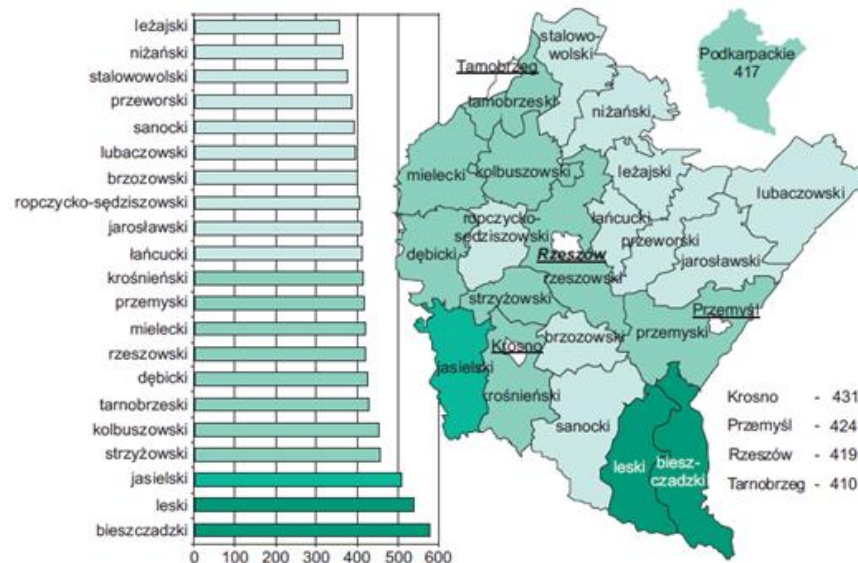 leżajski
niżański
stalowowolski
przeworski
sanocki
lubaczowski
brzozowski
ropczycko-sędziszowski
jarosławski
łańcucki
krośnieński
przemyski
mielecki
rzeszowski
dębicki
tarnobrzeski
kolbuszowski
strzyżowski
jasielski
leski
bieszczadzki
0 100 200 300 400 500 600
stalowo-
wolski
Tarnobrzeg
tarnobrzeski
niżański
mielecki
kolbuszowski
leżajski
lubaczowski
ropczycko-
sędziszowski
łańcucki
przeworski
jarosławski
dębicki
Rzeszów
rzeszowski
strzyżowski
Przemyśl
przemyski
jasielski
Krosno
brzozowski
krośnieński
sanocki
leski
biesz-
czadzki
Podkarpackie
417
Krosno - 431
Przemyśl - 424
Rzeszów - 419
Tarnobrzeg - 410